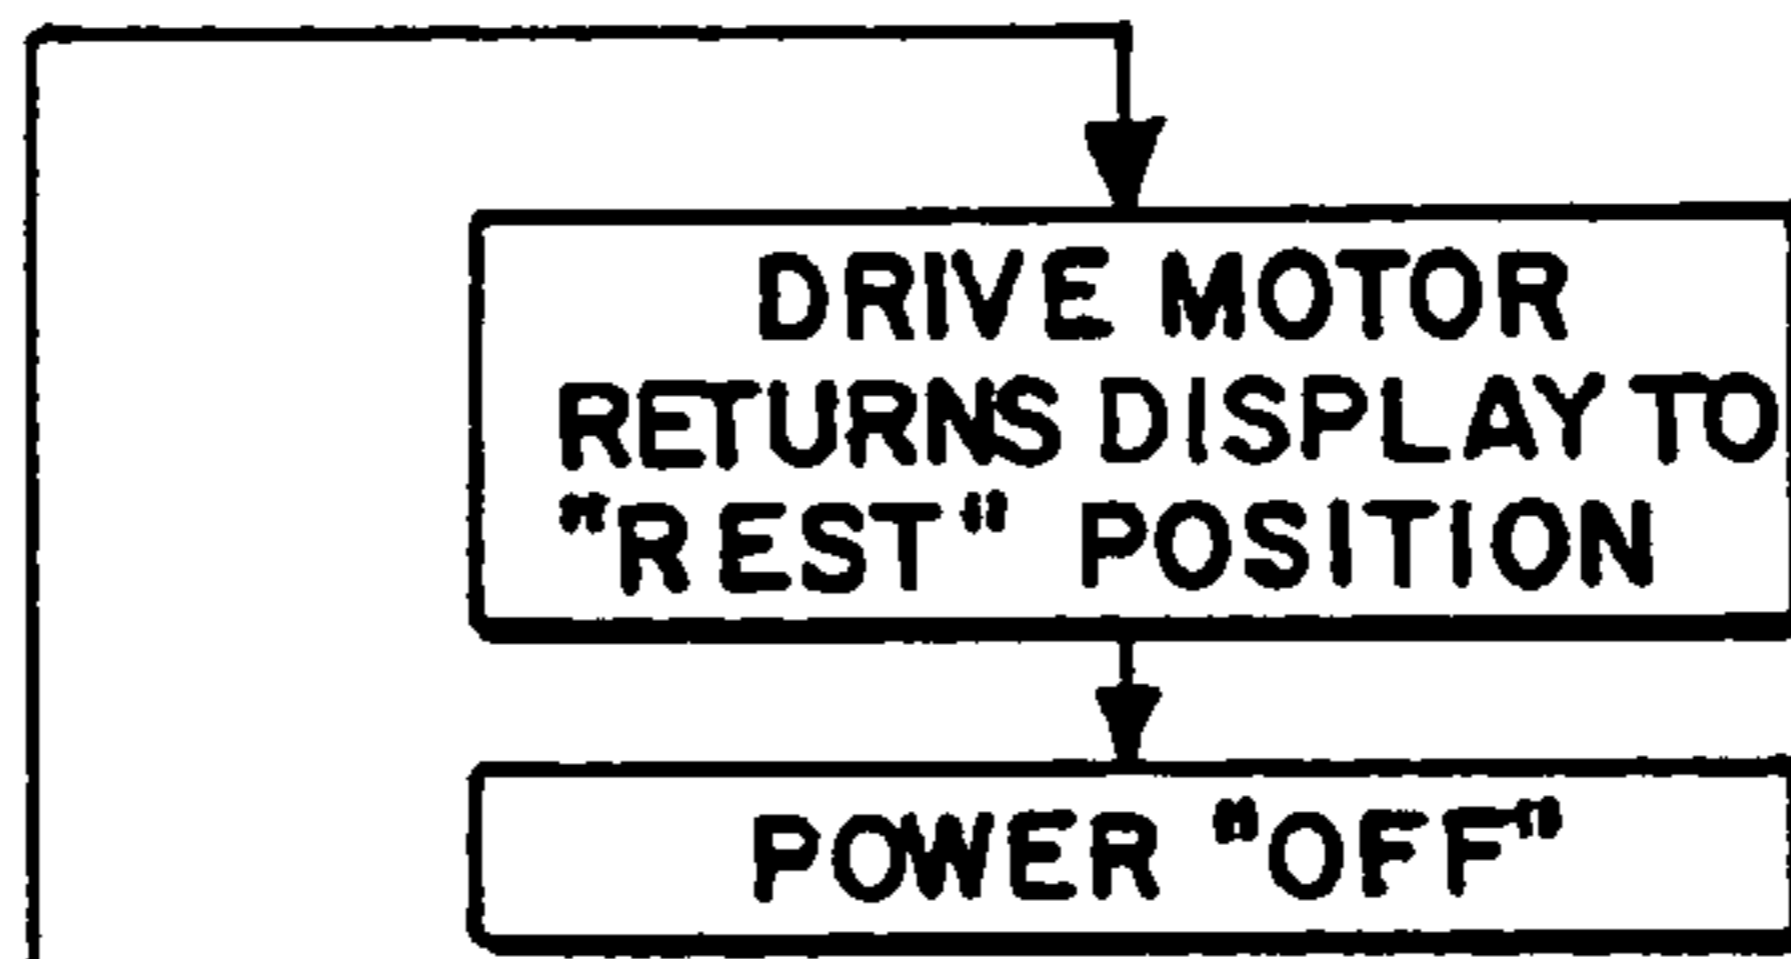 DRIVE MOTOR
RETURNS DISPLAY TO
"REST" POSITION
POWER "OFF"